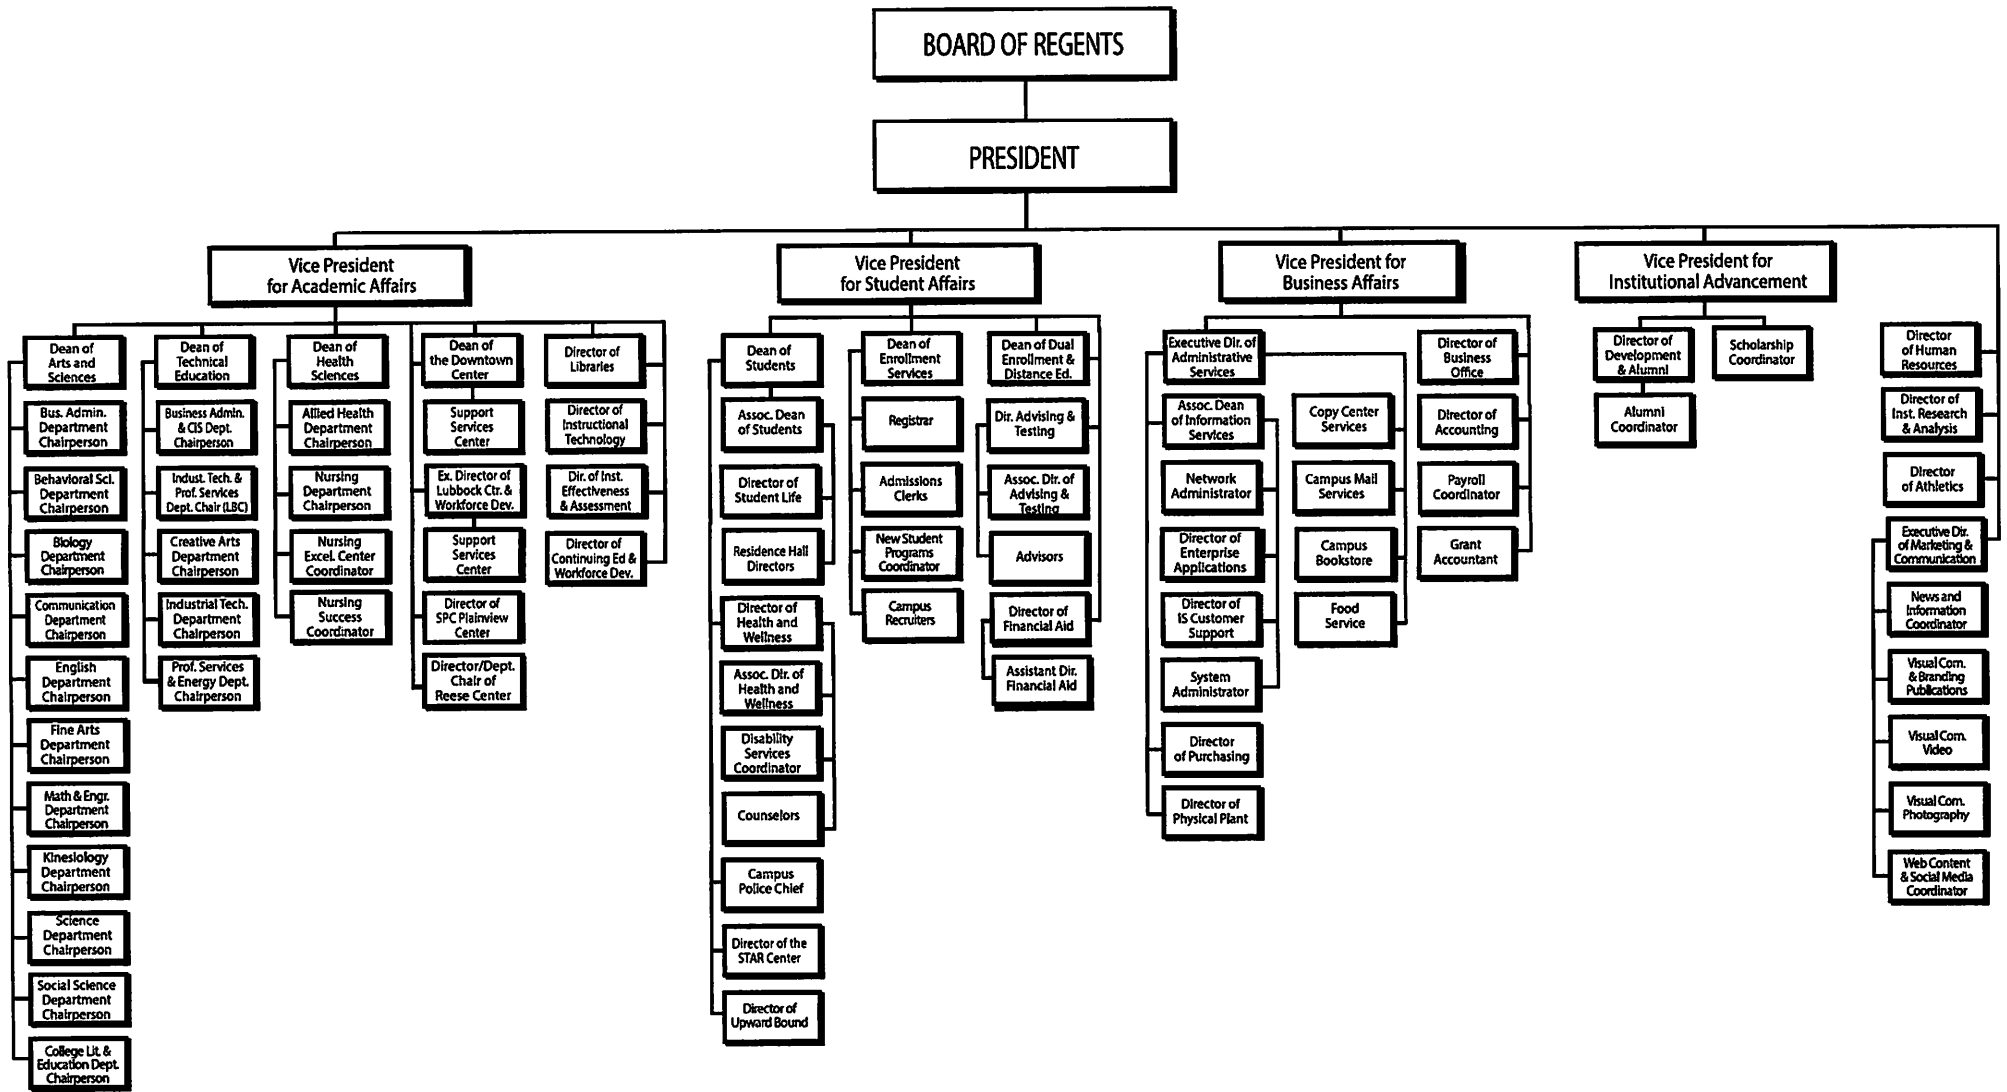 BOARD OF REGENTS
PRESIDENT
Vice President
for Academic Affairs
Vice President
for Student Affairs
Vice President for
Business Affairs
Vice President for
Institutional Advancement
Dean of
Arts and
Sciences
Bus. Admin.
Department
Chairperson
Behavioral Sci.
Department
Chairperson
Biology
Department
Chairperson
Communication
Department
Chairperson
English
Department
Chairperson
Fine Arts
Department
Chairperson
Math & Engr.
Department
Chairperson
Kinesiology
Department
Chairperson
Science
Department
Chairperson
Social Science
Department
Chairperson
College Lit. &
Education Dept.
Chairperson
Dean of
Technical
Education
Business Admin.
& CIS Dept.
Chairperson
Indust. Tech. &
Prof. Services
Dept. Chair (LBC)
Creative Arts
Department
Chairperson
Industrial Tech.
Department
Chairperson
Prof. Services
& Energy Dept.
Chairperson
Dean of
Health
Sciences
Allied Health
Department
Chairperson
Nursing
Department
Chairperson
Nursing
Excel. Center
Coordinator
Nursing
Success
Coordinator
Dean of
the Downtown
Center
Support
Services
Center
Ex. Director of
Lubbock Ctr. &
Workforce Dev.
Support
Services
Center
Director of
SPC Plainview
Center
Director/Dept.
Chair of
Reese Center
Director of
Libraries
Director of
Instructional
Technology
Dir. of Inst.
Effectiveness
& Assessment
Director of
Continuing Ed &
Workforce Dev.
Dean of
Students
Assoc. Dean
of Students
Director of
Student Life
Residence Hall
Directors
Director of
Health and
Wellness
Assoc. Dir. of
Health and
Wellness
Disability
Services
Coordinator
Counselors
Campus
Police Chief
Director of the
STAR Center
Director of
Upward Bound
Dean of
Enrollment
Services
Registrar
Admissions
Clerks
New Student
Programs
Coordinator
Campus
Recruiters
Dean of Dual
Enrollment &
Distance Ed.
Dir. Advising &
Testing
Assoc. Dir. of
Advising &
Testing
Advisors
Director of
Financial Aid
Assistant Dir.
Financial Aid
Executive Dir. of
Administrative
Services
Assoc. Dean
of Information
Services
Network
Administrator
Director of
Enterprise
Applications
Director of
IS Customer
Support
System
Administrator
Director
of Purchasing
Director of
Physical Plant
Copy Center
Services
Campus Mail
Services
Campus
Bookstore
Food
Service
Director of
Business
Office
Director of
Accounting
Payroll
Coordinator
Grant
Accountant
Director of
Development
& Alumni
Alumni
Coordinator
Scholarship
Coordinator
Director
of Human
Resources
Director of
Inst. Research
& Analysis
Director
of Athletics
Executive Dir.
of Marketing &
Communication
News and
Information
Coordinator
Visual Com.
& Branding
Publications
Visual Com.
Video
Visual Com.
Photography
Web Content
& Social Media
Coordinator